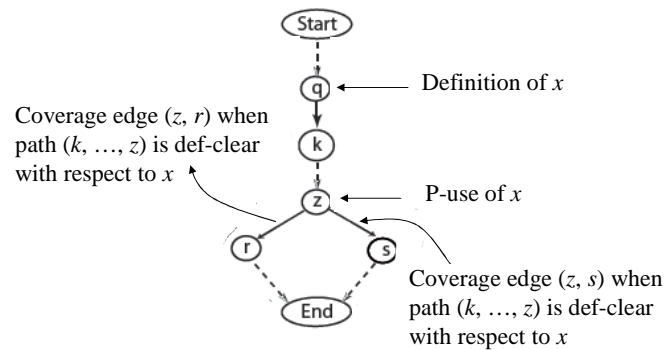 Start
q
Definition of x
Coverage edge (z, r) when
path (k, …, z) is def-clear
with respect to x
k
z
P-use of x
r
s
Coverage edge (z, s) when
path (k, …, z) is def-clear
with respect to x
End